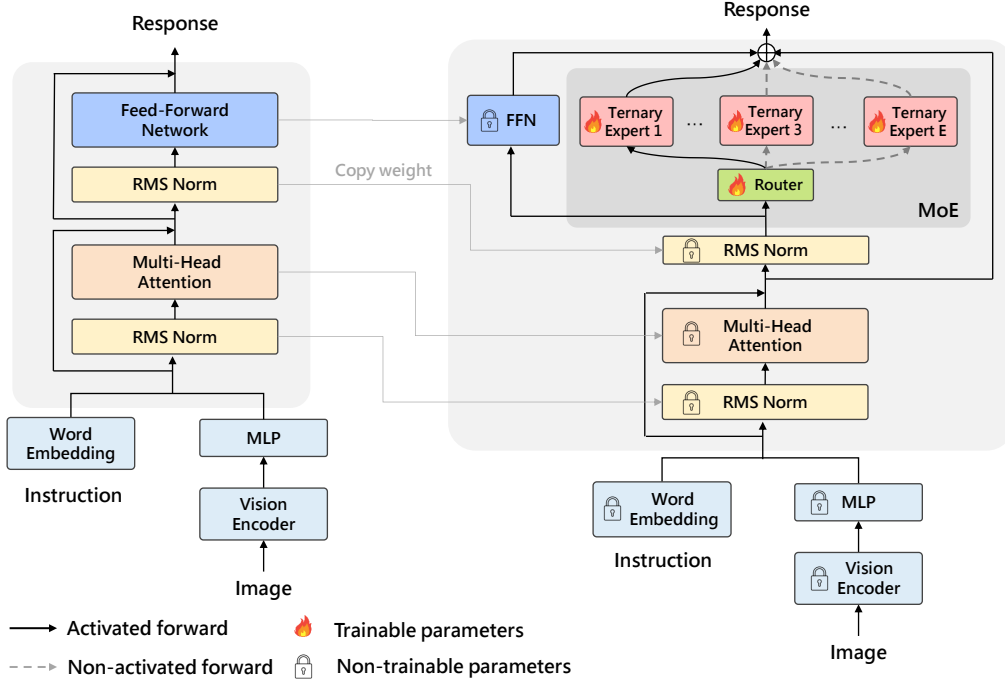 Response
Feed-Forward
Network
RMS Norm
Multi-Head
Attention
RMS Norm
Word
Embedding
MLP
Instruction
Vision
Encoder
Image
Copy weight
Response
FFN
Ternary
Expert 1
...
Ternary
Expert 3
...
Ternary
Expert E
Router
MoE
RMS Norm
Multi-Head
Attention
RMS Norm
Word
Embedding
MLP
Instruction
Vision
Encoder
Image
Activated forward
Trainable parameters
Non-activated forward
Non-trainable parameters